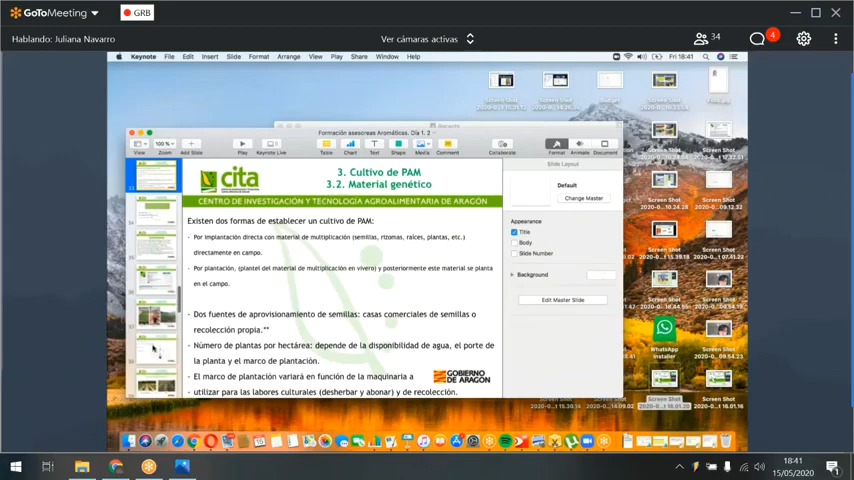 GoToMeeting
GRB
Hablando: Juliana Navarro
Ver cámaras activas
34
4
Keynote File Edit Insert Slide Format Arrange View Play Share Window Help
Fri 18:41
Formación asesoreas Aromáticas. Día 1. 2
100%
View Zoom Add Slide Play Keynote Live Table Chart Text Shape Media Comment Collaborate Format Animate Document
Slide Layout
Default
Change Master
Appearance
Title
Body
Slide Number
Background
Edit Master Slide
cita
3. Cultivo de PAM
3.2. Material genético
CENTRO DE INVESTIGACIÓN Y TECNOLOGÍA AGROALIMENTARIA DE ARAGÓN
Existen dos formas de establecer un cultivo de PAM:
- Por implantación directa con material de multiplicación (semillas, rizomas, raíces, plantas, etc.)
directamente en campo.
- Por plantación, (plantel del material de multiplicación en vivero) y posteriormente este material se planta
en el campo.
- Dos fuentes de aprovisionamiento de semillas: casas comerciales de semillas o
recolección propia.**
- Número de plantas por hectárea: depende de la disponibilidad de agua, el porte de
la planta y el marco de plantación.
- El marco de plantación variará en función de la maquinaria a
utilizar para las labores culturales (desherbar y abonar) y de recolección.
GOBIERNO
DE ARAGON
WhatsApp
Installer
18:41
15/05/2020